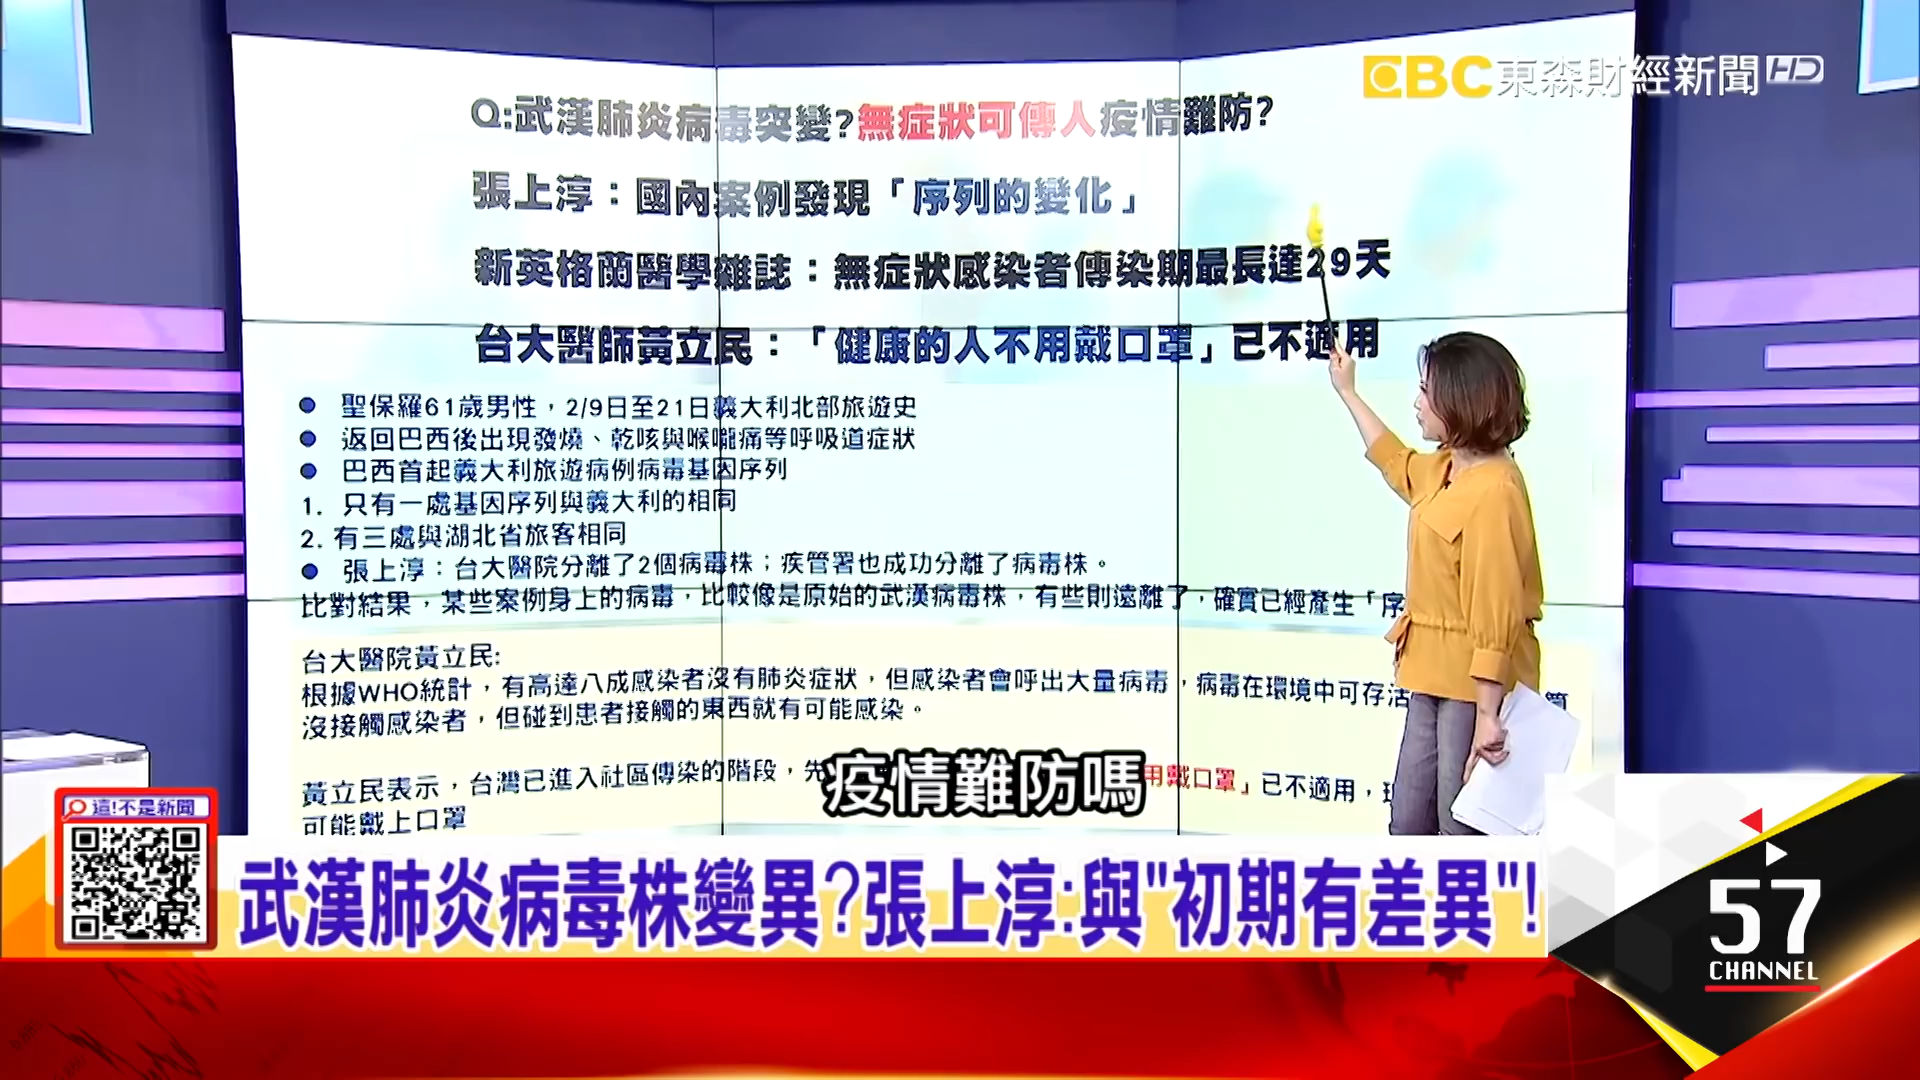 EBC 東森財經新聞 HD
Q:武漢肺炎病毒突變?無症狀可傳人疫情難防?
張上淳：國內案例發現「序列的變化」
新英格蘭醫學雜誌：無症狀感染者傳染期最長達29天
台大醫師黃立民：「健康的人不用戴口罩」已不適用
● 聖保羅61歲男性，2/9日至21日義大利北部旅遊史
● 返回巴西後出現發燒、乾咳與喉嚨痛等呼吸道症狀
● 巴西首起義大利旅遊病例病毒基因序列
1. 只有一處基因序列與義大利的相同
2. 有三處與湖北省旅客相同
● 張上淳：台大醫院分離了2個病毒株；疾管署也成功分離了病毒株。
比對結果，某些案例身上的病毒，比較像是原始的武漢病毒株，有些則遠離了，確實已經產生「序
台大醫院黃立民:
根據WHO統計，有高達八成感染者沒有肺炎症狀，但感染者會呼出大量病毒，病毒在環境中可存活
沒接觸感染者，但碰到患者接觸的東西就有可能感染。
黃立民表示，台灣已進入社區傳染的階段，先 用戴口罩」已不適用，
可能戴上口罩
疫情難防嗎
這!不是新聞
武漢肺炎病毒株變異?張上淳:與"初期有差異"!
57
CHANNEL